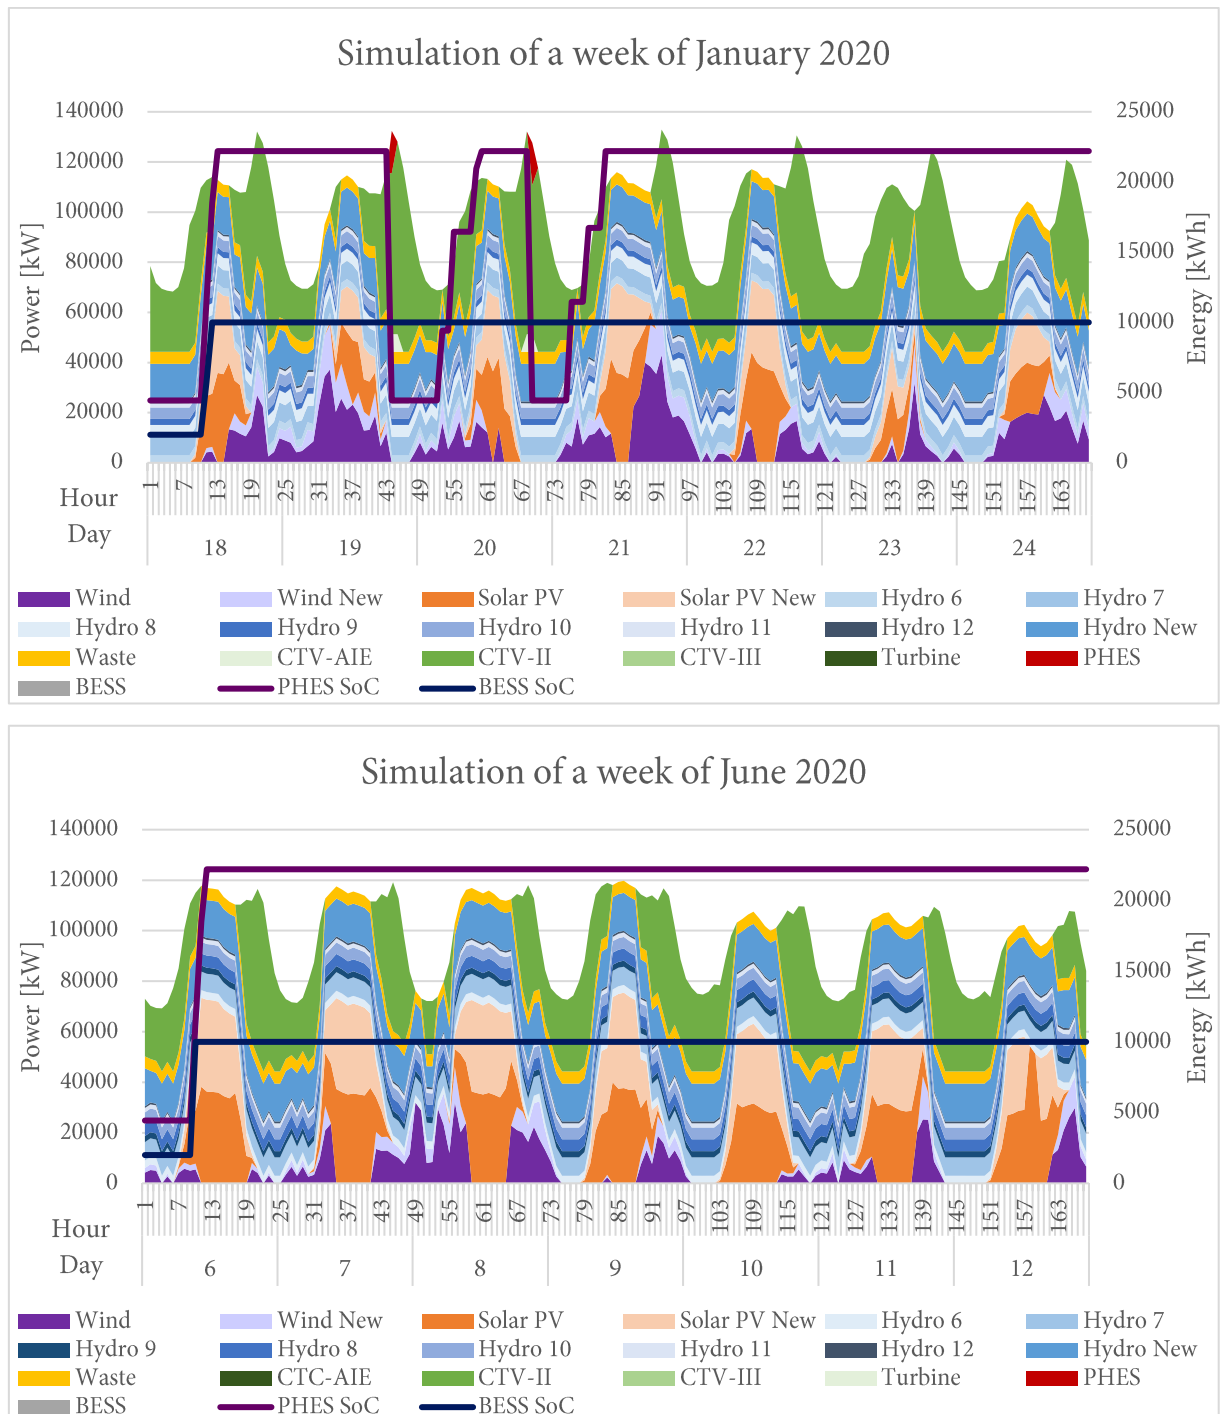 Simulation of a week of January 2020
140000 25000
120000 20000
100000
80000 15000
60000 10000
40000 5000
20000
0 0
Power [kW]
Energy [kWh]
Hour 1 7 13 19 25 31 37 43 49 55 61 67 73 79 85 91 97 103 109 115 121 127 133 139 145 151 157 163
Day 18 19 20 21 22 23 24
Wind Wind New Solar PV Solar PV New Hydro 6 Hydro 7
Hydro 8 Hydro 9 Hydro 10 Hydro 11 Hydro 12 Hydro New
Waste CTV-AIE CTV-II CTV-III Turbine PHES
BESS PHES SoC BESS SoC
Simulation of a week of June 2020
140000 25000
120000 20000
100000
80000 15000
60000 10000
40000 5000
20000
0 0
Power [kW]
Energy [kWh]
Hour 1 7 13 19 25 31 37 43 49 55 61 67 73 79 85 91 97 103 109 115 121 127 133 139 145 151 157 163
Day 6 7 8 9 10 11 12
Wind Wind New Solar PV Solar PV New Hydro 6 Hydro 7
Hydro 9 Hydro 8 Hydro 10 Hydro 11 Hydro 12 Hydro New
Waste CTC-AIE CTV-II CTV-III Turbine PHES
BESS PHES SoC BESS SoC